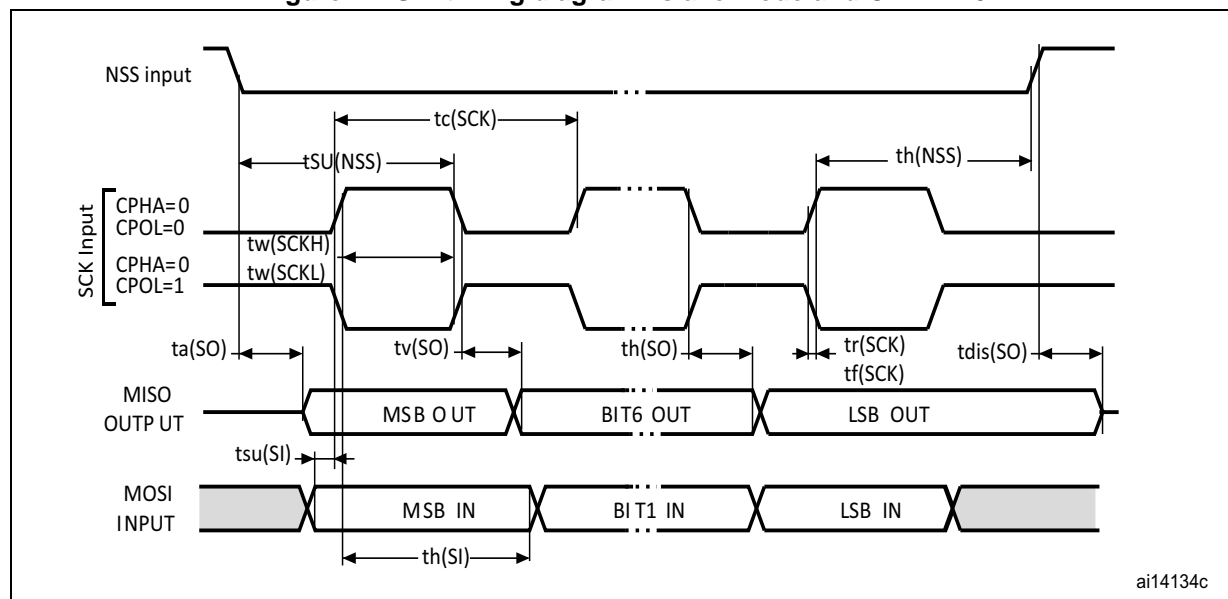 NSS input
tc(SCK)
tSU(NSS)
th(NSS)
SCK Input
CPHA=0
CPOL=0
tw(SCKH)
CPHA=0
tw(SCKL)
CPOL=1
ta(SO)
tv(SO)
th(SO)
tr(SCK)
tf(SCK)
tdis(SO)
MISO
OUTP UT
MSB O UT
BIT6 OUT
LSB OUT
tsu(SI)
MOSI
INPUT
M SB IN
BI T1 IN
LSB IN
th(SI)
ai14134c